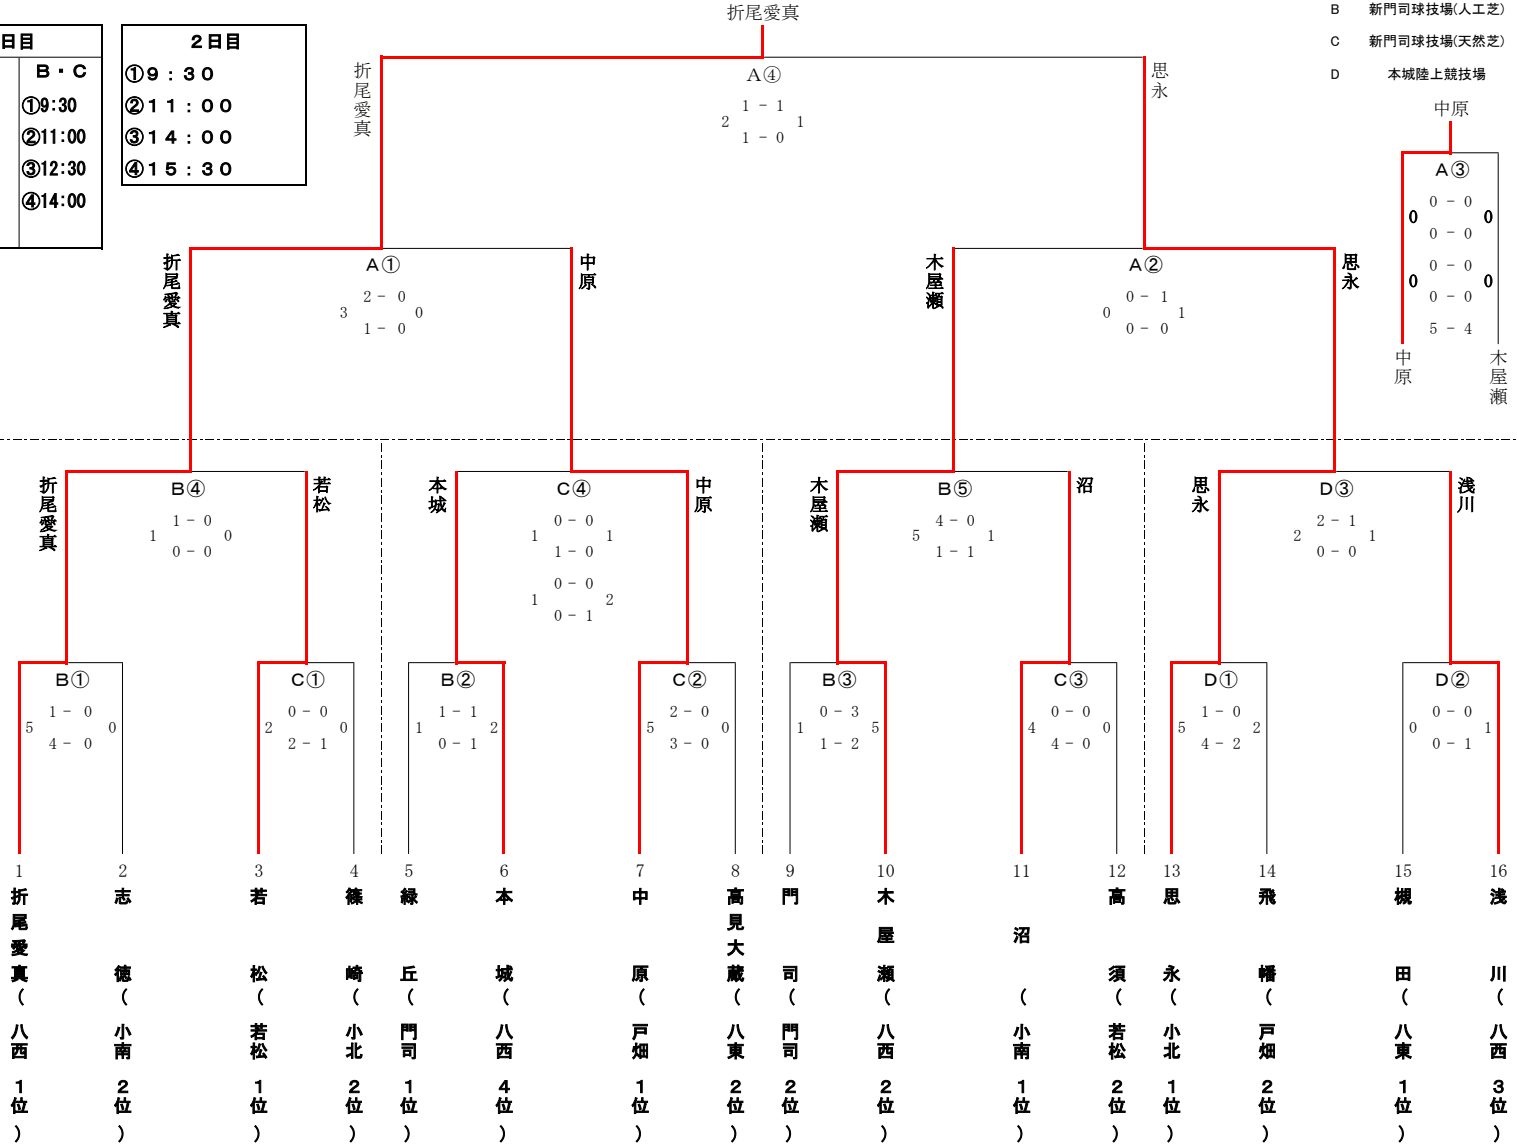 折尾愛真
B 新門司球技場(人工芝)
C 新門司球技場(天然芝)
D 本城陸上競技場
日目
B・C
①9:30
②11:00
③12:30
④14:00
2日目
①9:30
②11:00
③14:00
④15:30
折尾愛真
A④
1 - 1
2 1
1 - 0
思永
中原
A③
0 - 0
0 0
0 - 0
0 - 0
0 0
0 - 0
5 - 4
中原
木屋瀬
折尾愛真
A①
2 - 0
3 0
1 - 0
中原
木屋瀬
A②
0 - 1
0 1
0 - 0
思永
折尾愛真
B④
1 - 0
1 0
0 - 0
若松
本城
C④
0 - 0
1 1
1 - 0
0 - 0
1 2
0 - 1
中原
木屋瀬
B⑤
4 - 0
5 1
1 - 1
沼
思永
D③
2 - 1
2 1
0 - 0
浅川
B①
1 - 0
5 0
4 - 0
C①
0 - 0
2 0
2 - 1
B②
1 - 1
1 2
0 - 1
C②
2 - 0
5 0
3 - 0
B③
0 - 3
1 5
1 - 2
C③
0 - 0
4 0
4 - 0
D①
1 - 0
5 2
4 - 2
D②
0 - 0
0 1
0 - 1
1 折尾愛真(八西1位)
2 志徳(小南2位)
3 若松(若松1位)
4 篠崎(小北2位)
5 緑丘(門司1位)
6 本城(八西4位)
7 中原(戸畑1位)
8 高見大蔵(八東2位)
9 門司(門司2位)
10 木屋瀬(八西2位)
11 沼(小南1位)
12 高須(若松2位)
13 思永(小北1位)
14 飛幡(戸畑2位)
15 槻田(八東1位)
16 浅川(八西3位)